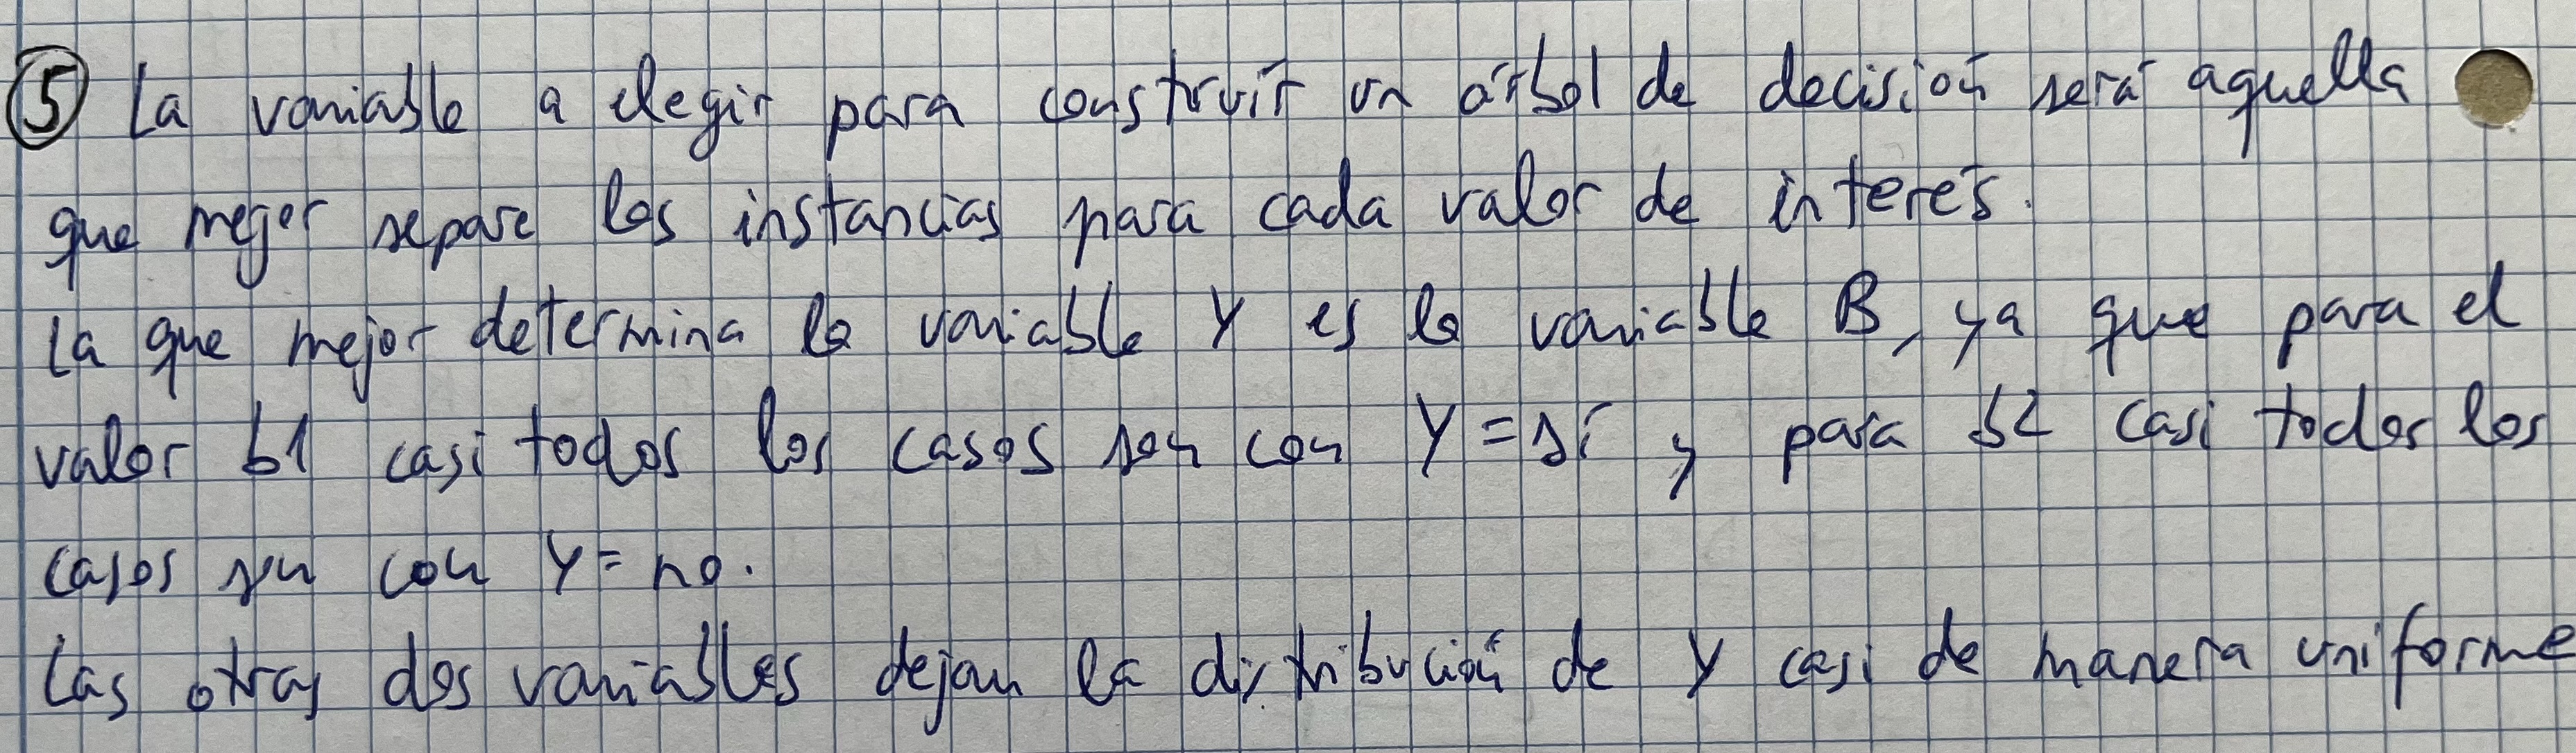 ⑤ La variable a elegir para construir un árbol de decisión será aquella
que mejor separe las instancias para cada valor de interés.
La que mejor determina la variable Y es la variable B, ya que para el
valor b1 casi todos los casos son con Y=sí y para b2 casi todos los
casos son con Y=no.
Las otras dos variables dejan la distribución de Y casi de manera uniforme